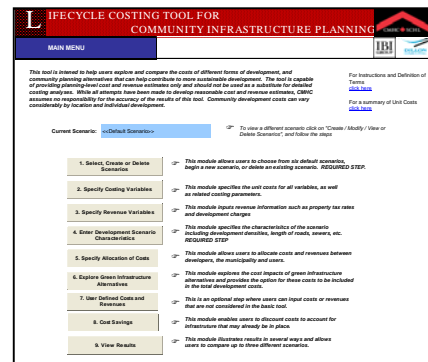 LIFECYCLE COSTING TOOL FOR
COMMUNITY INFRASTRUCTURE PLANNING
CMHC SCHL
MAIN MENU
IBI
This tool is intended to help users explore and compare the costs of different forms of development, and
community planning alternatives that can help contribute to more sustainable development. The tool is capable
of providing planning-level cost and revenue estimates only and should not be used as a substitute for detailed
costing analyses. While all attempts have been made to develop reasonable cost and revenue estimates, CMHC
assumes no responsibility for the accuracy of the results of this tool. Community development costs can vary
considerably by location and individual development.
For Instructions and Definition of
Terms
click here
For a summary of Unit Costs
click here
Current Scenario: <<Default Scenario>>
☞ To view a different scenario click on "Create / Modify / View or
Delete Scenarios", and follow the steps
1. Select, Create or Delete
Scenarios
☞ This module allows users to choose from six default scenarios,
begin a new scenario, or delete an existing scenario. REQUIRED STEP.
2. Specify Costing Variables
☞ This module specifies the unit costs for all variables, as well
as related costing parameters.
3. Specify Revenue Variables
☞ This module inputs revenue information such as property tax rates
and development charges
4. Enter Development Scenario
Characteristics
☞ This module specifies the characterisitcs of the scenario
including development densities, length of roads, sewers, etc.
REQUIRED STEP
5. Specify Allocation of Costs
☞ This module allows users to allocate costs and revenues between
developers, the municipality and users.
6. Explore Green Infrastructure
Alternatives
☞ This module explores the cost impacts of green infrastructure
alternatives and provides the option for these costs to be included
in the total development costs.
7. User Defined Costs and
Revenues
☞ This is an optional step where users can input costs or revenues
that are not considered in the basic tool.
8. Cost Savings
☞ This module enables users to discount costs to account for
infrastructure that may already be in place.
9. View Results
☞ This module illustrates results in several ways and allows
users to compare up to three different scenarios.